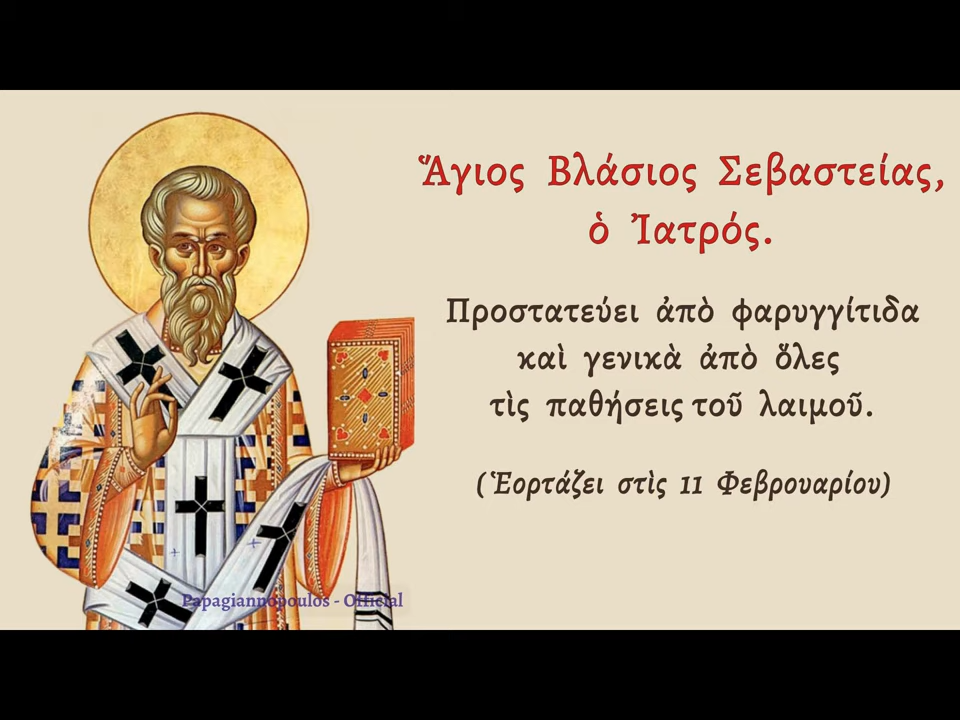 Ἅγιος Βλάσιος Σεβαστείας,
ὁ Ἰατρός.
Προστατεύει ἀπὸ φαρυγγίτιδα
καὶ γενικὰ ἀπὸ ὅλες
τὶς παθήσεις τοῦ λαιμοῦ.
(Ἑορτάζει στὶς 11 Φεβρουαρίου)
Papagiannopoulos - Official